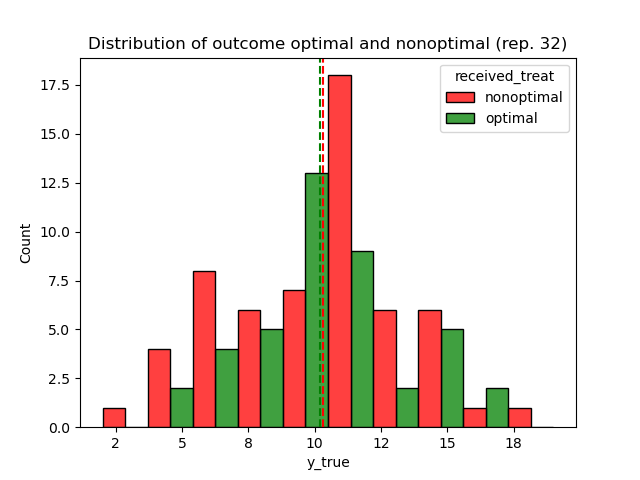 Distribution of outcome optimal and nonoptimal (rep. 32)
received_treat
nonoptimal
optimal
Count
17.5
15.0
12.5
10.0
7.5
5.0
2.5
0.0
2 5 8 10 12 15 18
y_true